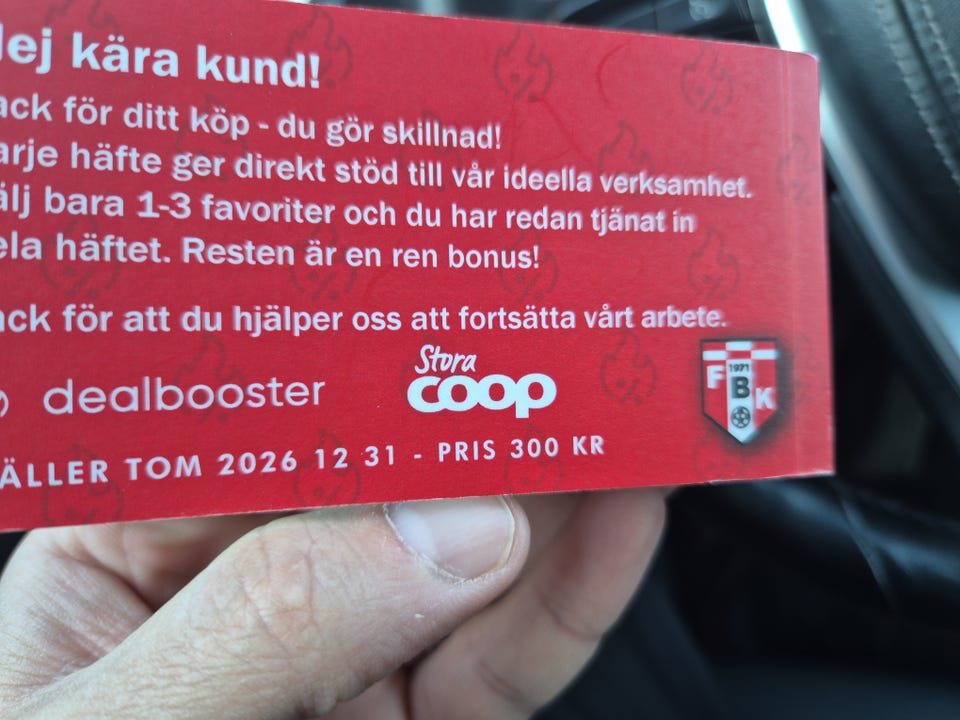 Hej kära kund!
ack för ditt köp - du gör skillnad!
arje häfte ger direkt stöd till vår ideella verksamhet.
älj bara 1-3 favoriter och du har redan tjänat in
ela häftet. Resten är en ren bonus!
ack för att du hjälper oss att fortsätta vårt arbete.
dealbooster
Stora
coop
1971
F B K
ÄLLER TOM 2026 12 31 - PRIS 300 KR